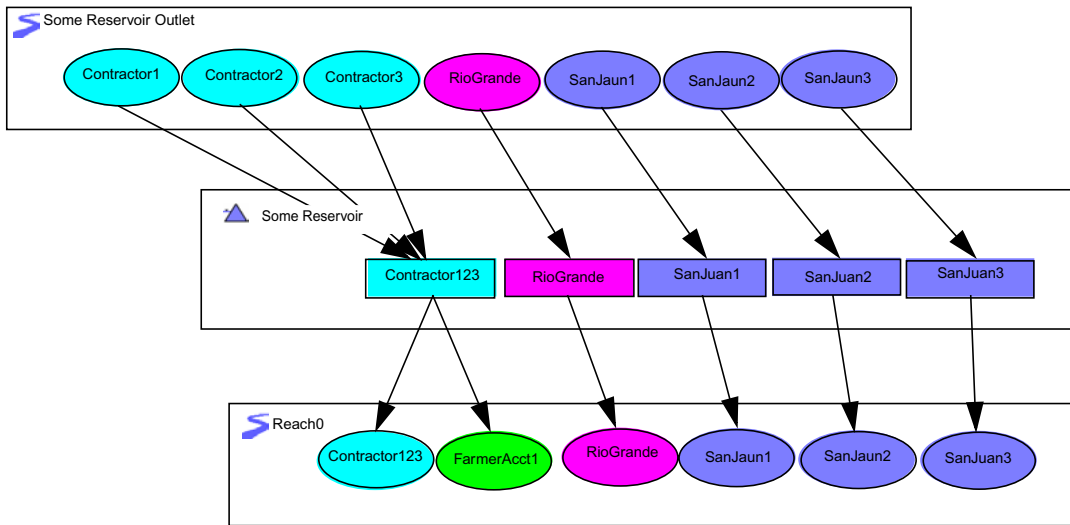 Some Reservoir Outlet
Contractor1
Contractor2
Contractor3
RioGrande
SanJaun1
SanJaun2
SanJaun3
Some Reservoir
Contractor123
RioGrande
SanJuan1
SanJuan2
SanJuan3
Reach0
Contractor123
FarmerAcct1
RioGrande
SanJaun1
SanJaun2
SanJuan3